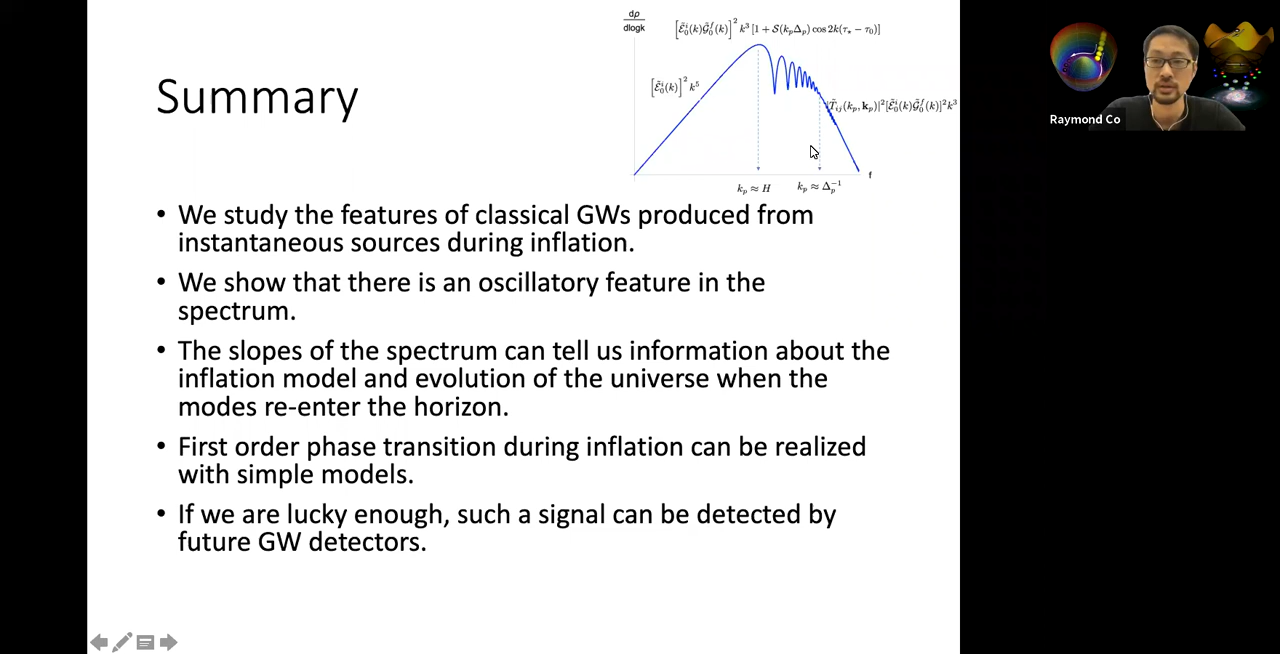 dρ
dlogk
[Ẽ₀ⁱ(k)G̃₀ᶠ(k)]² k³ [1 + S(kₚΔₚ) cos 2k(τ⋆ − τ₀)]
[Ẽ₀ⁱ(k)]² k⁵
|T̃ᵢⱼ(kₚ, 𝐤ₚ)|²[Ẽ₀ⁱ(k)G̃₀ᶠ(k)]²k³
f
kₚ ≈ H
kₚ ≈ Δₚ⁻¹
Summary
• We study the features of classical GWs produced from
instantaneous sources during inflation.
• We show that there is an oscillatory feature in the
spectrum.
• The slopes of the spectrum can tell us information about the
inflation model and evolution of the universe when the
modes re-enter the horizon.
• First order phase transition during inflation can be realized
with simple models.
• If we are lucky enough, such a signal can be detected by
future GW detectors.
Raymond Co